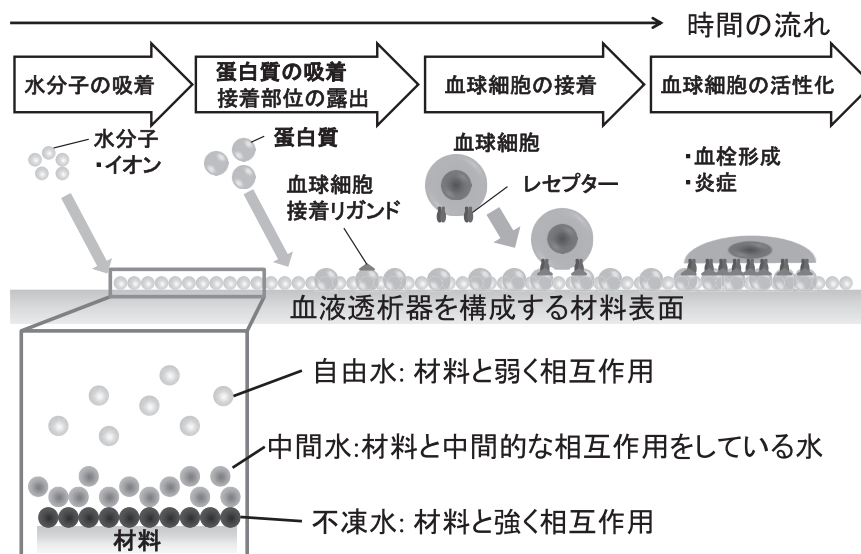 時間の流れ
水分子の吸着
蛋白質の吸着
接着部位の露出
血球細胞の接着
血球細胞の活性化
水分子
・イオン
蛋白質
血球細胞
接着リガンド
血球細胞
レセプター
・血栓形成
・炎症
血液透析器を構成する材料表面
自由水: 材料と弱く相互作用
中間水:材料と中間的な相互作用をしている水
不凍水: 材料と強く相互作用
材料